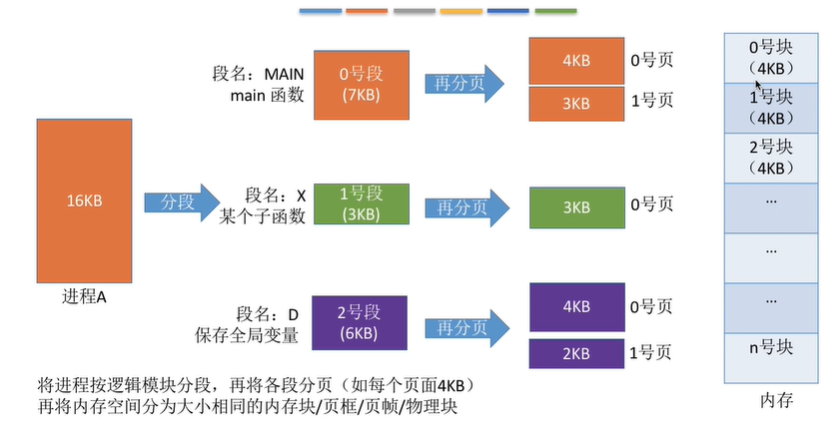 段名：MAIN
main 函数
0号段
(7KB)
再分页
4KB
0号页
3KB
1号页
16KB
进程A
分段
段名：X
某个子函数
1号段
(3KB)
再分页
3KB
0号页
段名：D
保存全局变量
2号段
(6KB)
再分页
4KB
0号页
2KB
1号页
0号块
（4KB）
1号块
（4KB）
2号块
（4KB）
...
...
...
n号块
内存
将进程按逻辑模块分段，再将各段分页（如每个页面4KB）
再将内存空间分为大小相同的内存块/页框/页帧/物理块